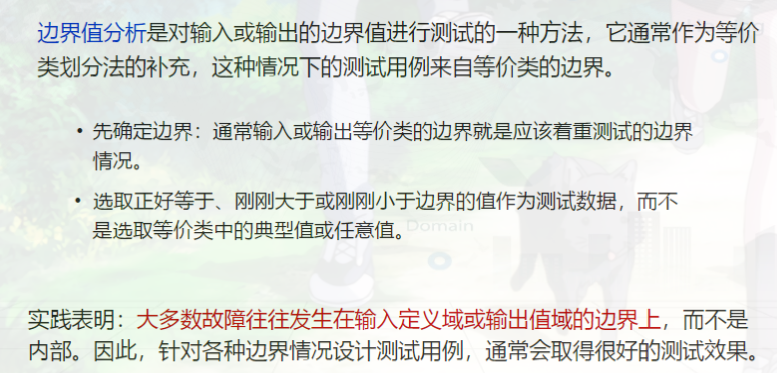 边界值分析是对输入或输出的边界值进行测试的一种方法，它通常作为等价
类划分法的补充，这种情况下的测试用例来自等价类的边界。
• 先确定边界：通常输入或输出等价类的边界就是应该着重测试的边界
情况。
• 选取正好等于、刚刚大于或刚刚小于边界的值作为测试数据，而不
是选取等价类中的典型值或任意值。
Domain
实践表明：大多数故障往往发生在输入定义域或输出值域的边界上，而不是
内部。因此，针对各种边界情况设计测试用例，通常会取得很好的测试效果。